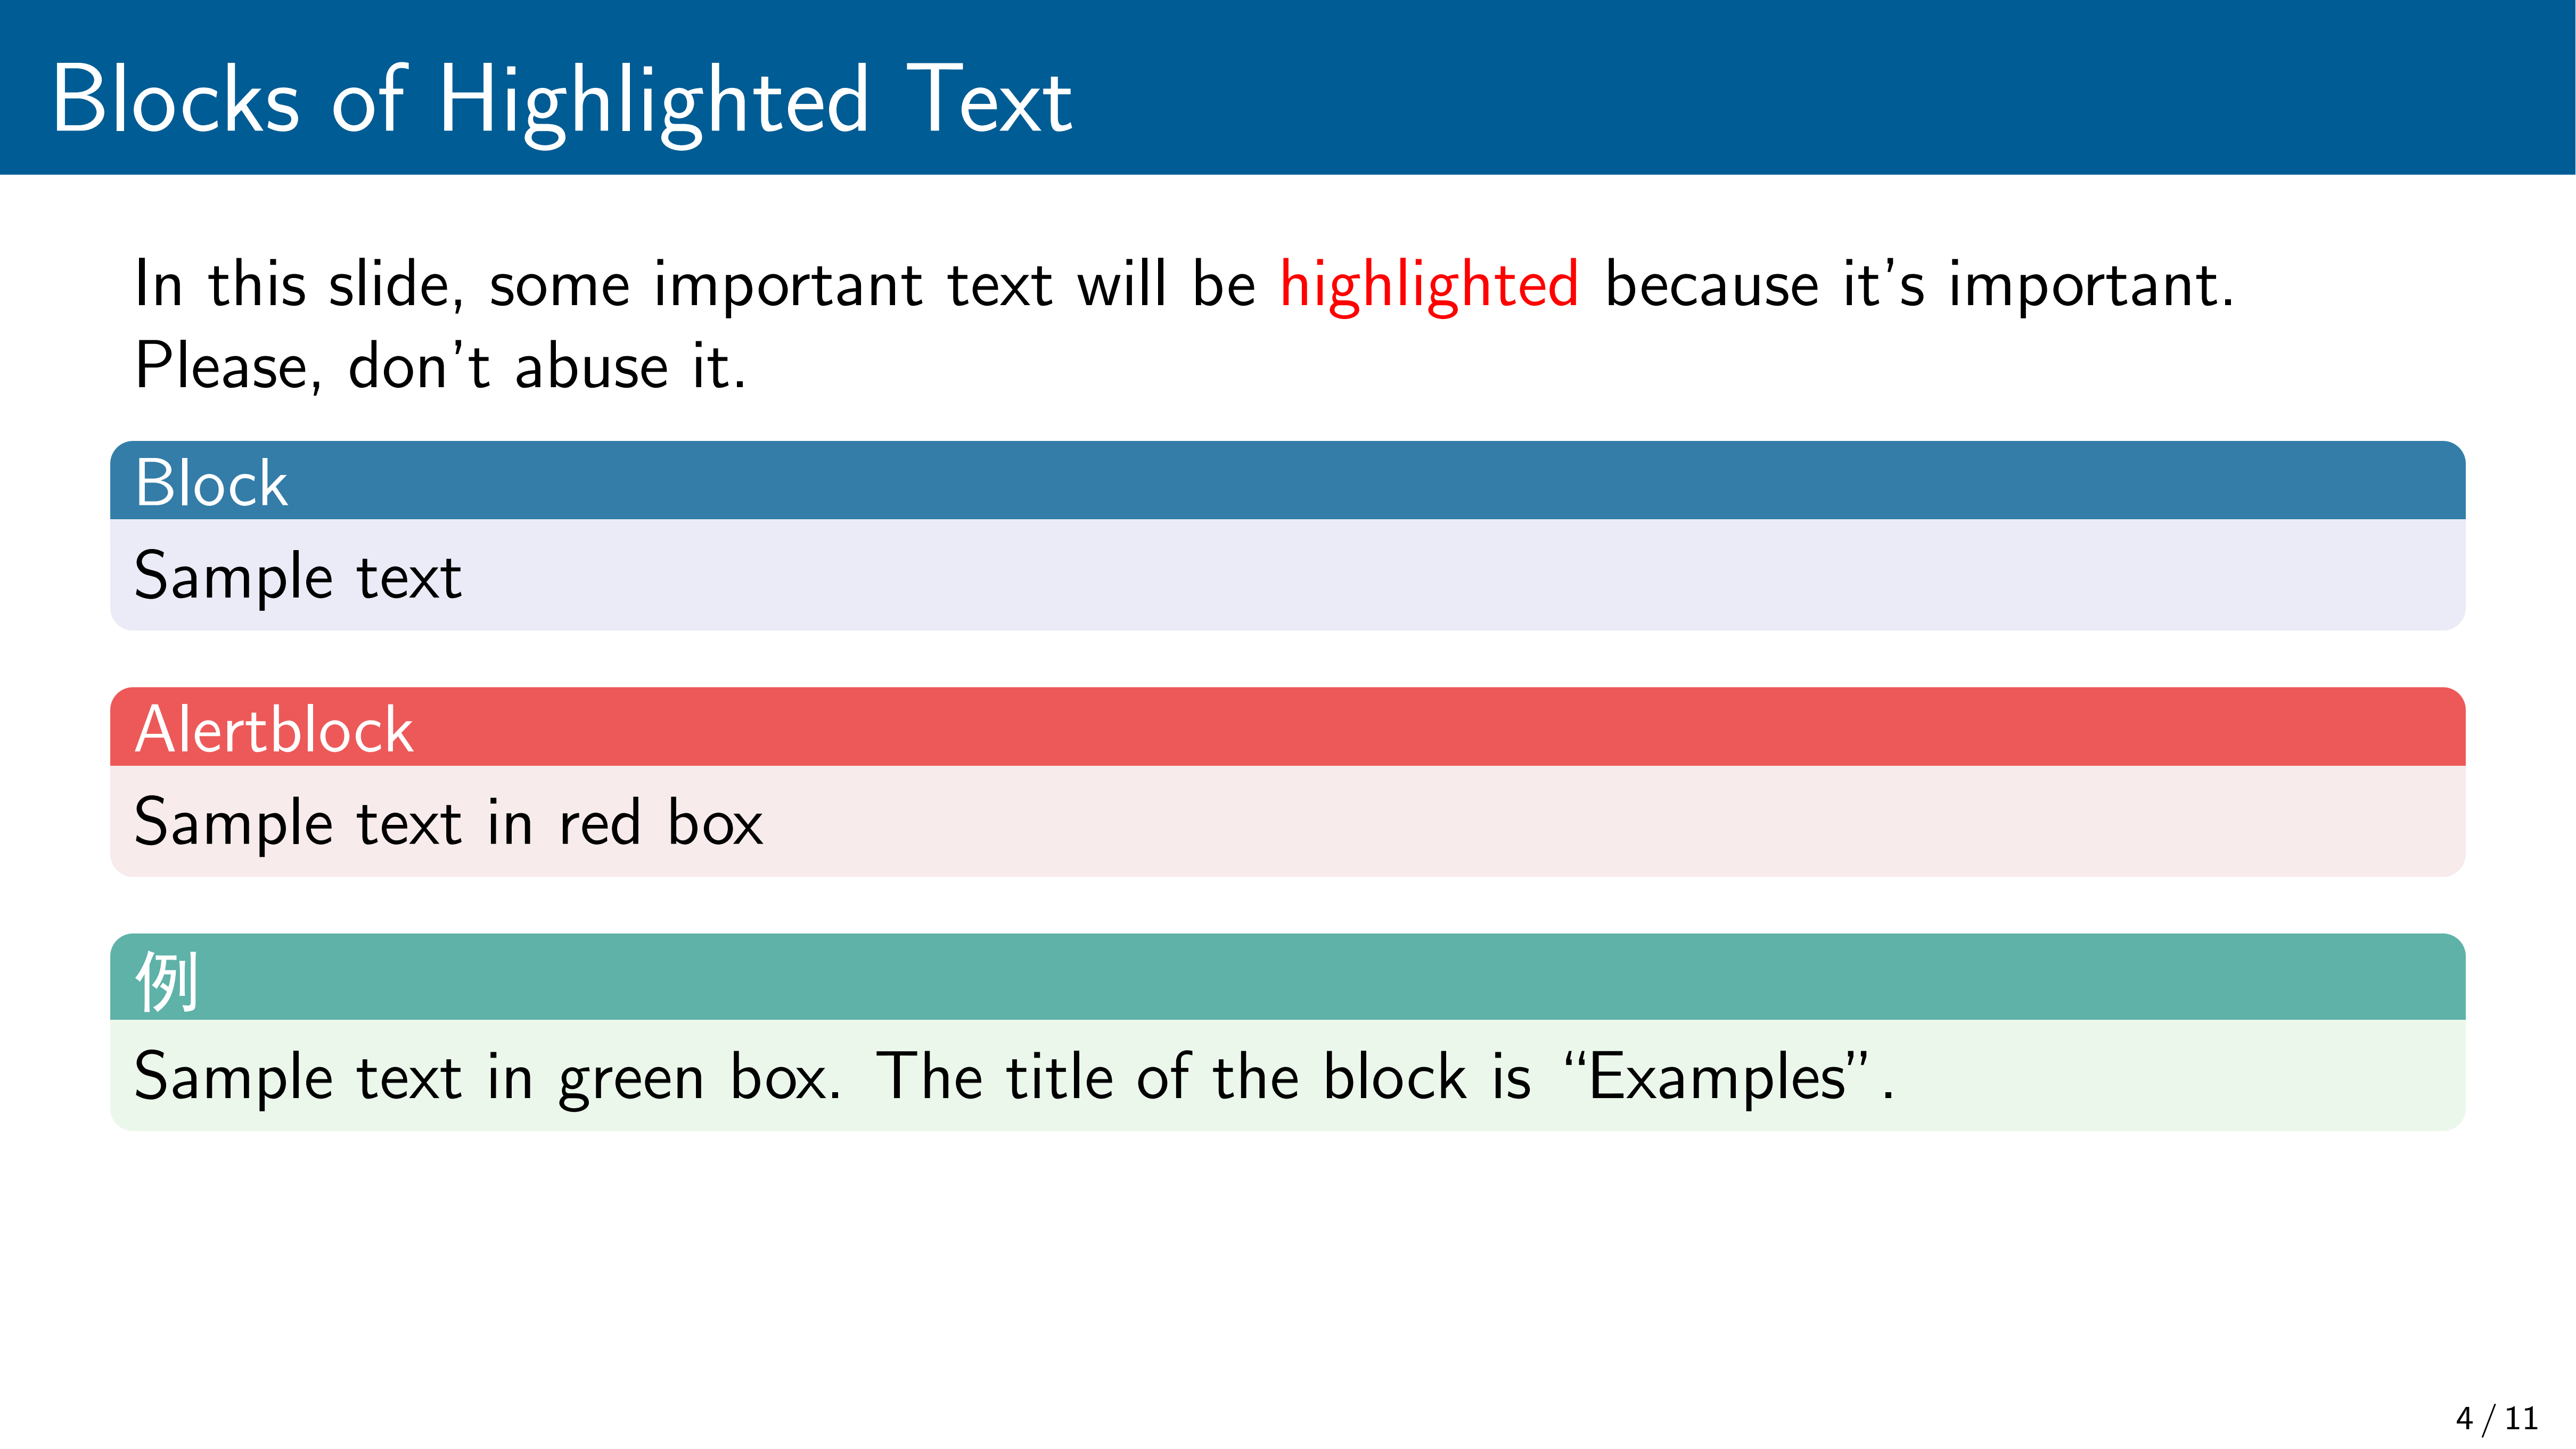 Blocks of Highlighted Text
In this slide, some important text will be highlighted because it's important.
Please, don't abuse it.
Block
Sample text
Alertblock
Sample text in red box
例
Sample text in green box. The title of the block is “Examples”.
4 / 11